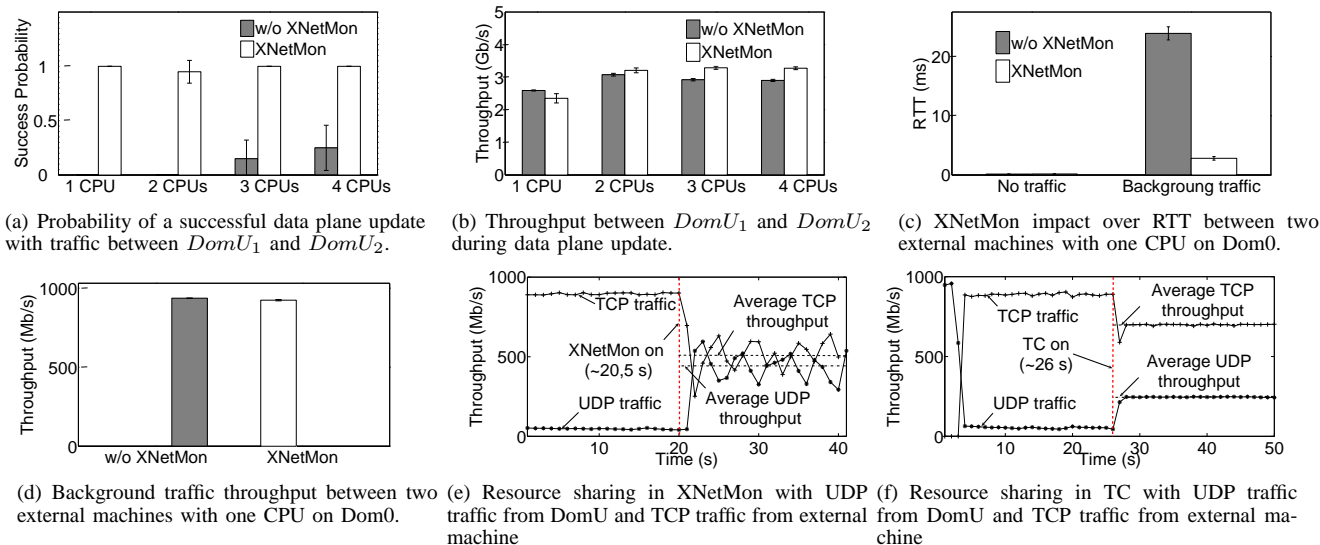 w/o XNetMon
XNetMon
Success Probability
1
0.5
0
1 CPU
2 CPUs
3 CPUs
4 CPUs
(a) Probability of a successful data plane update
with traffic between DomU1 and DomU2.
w/o XNetMon
XNetMon
Throughput (Gb/s)
5
4
3
2
1
0
1 CPU
2 CPUs
3 CPUs
4 CPUs
(b) Throughput between DomU1 and DomU2
during data plane update.
w/o XNetMon
XNetMon
RTT (ms)
20
10
0
No traffic
Backgroung traffic
(c) XNetMon impact over RTT between two
external machines with one CPU on Dom0.
Throughput (Mb/s)
1000
500
0
w/o XNetMon
XNetMon
(d) Background traffic throughput between two
external machines with one CPU on Dom0.
Throughput (Mb/s)
1000
500
0
TCP traffic
Average TCP
throughput
XNetMon on
(~20,5 s)
Average UDP
throughput
UDP traffic
10
20
30
40
Time (s)
(e) Resource sharing in XNetMon with UDP
traffic from DomU and TCP traffic from external
machine
Throughput (Mb/s)
1000
500
0
TCP traffic
Average TCP
throughput
TC on
(~26 s)
Average UDP
throughput
UDP traffic
10
20
30
40
50
Time (s)
(f) Resource sharing in TC with UDP traffic
from DomU and TCP traffic from external ma-
chine